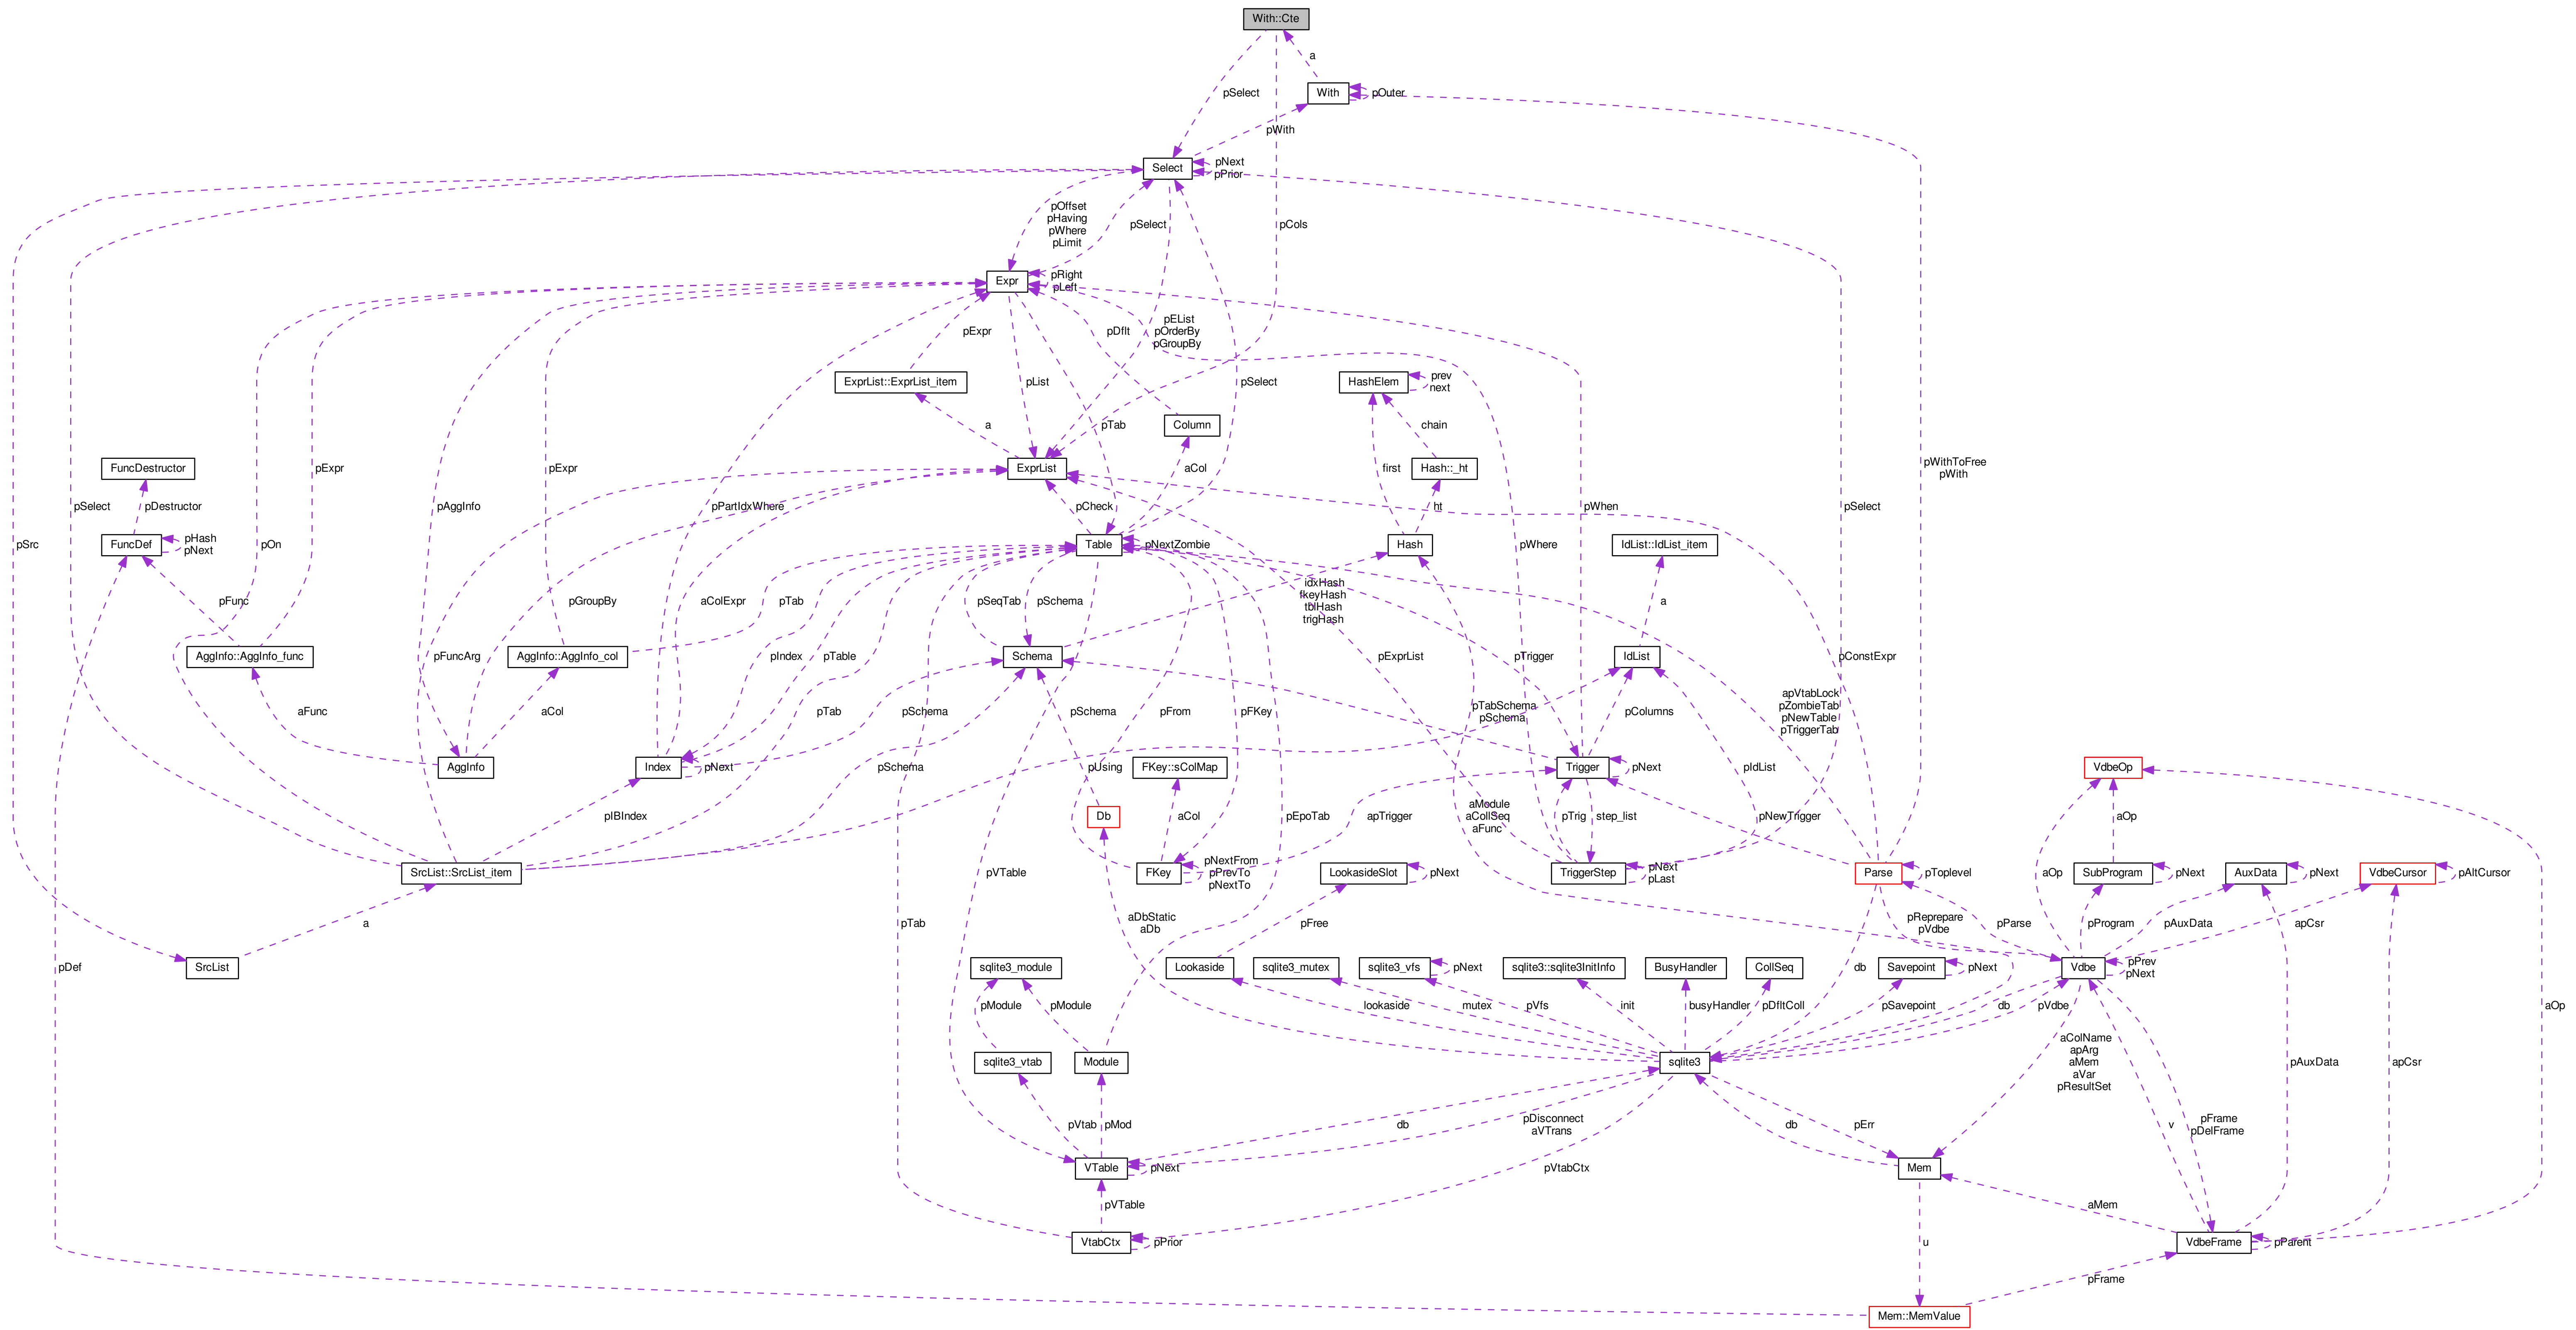 With::Cte
a
With
pOuter
pSelect
pWith
Select
pNext
pPrior
pOffset
pHaving
pWhere
pLimit
pSelect
pCols
Expr
pRight
pLeft
pExpr
pDflt
pEList
pOrderBy
pGroupBy
ExprList::ExprList_item
pList
pSelect
HashElem
prev
next
a
pTab
Column
chain
FuncDestructor
pExpr
pExpr
ExprList
aCol
first
Hash::_ht
pWithToFree
pWith
pSelect
pDestructor
pOn
pAggInfo
pPartIdxWhere
pCheck
ht
pWhen
pSelect
pSrc
FuncDef
pHash
pNext
Table
pNextZombie
Hash
pWhere
IdList::IdList_item
pFunc
pGroupBy
aColExpr
pTab
pSeqTab
pSchema
idxHash
fkeyHash
tblHash
trigHash
a
AggInfo::AggInfo_func
pFuncArg
AggInfo::AggInfo_col
pIndex
pTable
Schema
pExprList
pTrigger
IdList
pConstExpr
aFunc
aCol
pTab
pSchema
pSchema
pFrom
pFKey
pTabSchema
pSchema
pColumns
apVtabLock
pZombieTab
pNewTable
pTriggerTab
AggInfo
Index
pNext
pSchema
pUsing
FKey::sColMap
Trigger
pNext
pIdList
VdbeOp
pIBIndex
Db
aCol
pEpoTab
apTrigger
aModule
aCollSeq
aFunc
pTrig
step_list
pNewTrigger
aOp
aOp
SrcList::SrcList_item
pVTable
FKey
pNextFrom
pPrevTo
pNextTo
LookasideSlot
pNext
TriggerStep
pNext
pLast
Parse
pToplevel
SubProgram
pNext
AuxData
pNext
VdbeCursor
pAltCursor
a
pTab
aDbStatic
aDb
pFree
pReprepare
pVdbe
pParse
pProgram
pAuxData
apCsr
SrcList
pDef
sqlite3_module
Lookaside
sqlite3_mutex
sqlite3_vfs
pNext
sqlite3::sqlite3InitInfo
BusyHandler
CollSeq
db
Savepoint
pNext
Vdbe
pPrev
pNext
pModule
pModule
lookaside
mutex
pVfs
init
busyHandler
pDfltColl
pSavepoint
db
pVdbe
aOp
sqlite3_vtab
Module
sqlite3
aColName
apArg
aMem
aVar
pResultSet
pAuxData
apCsr
pVtab
pMod
db
pDisconnect
aVTrans
pErr
db
v
pFrame
pDelFrame
VTable
pNext
pVtabCtx
Mem
pVTable
aMem
VtabCtx
pPrior
u
VdbeFrame
pParent
pFrame
Mem::MemValue